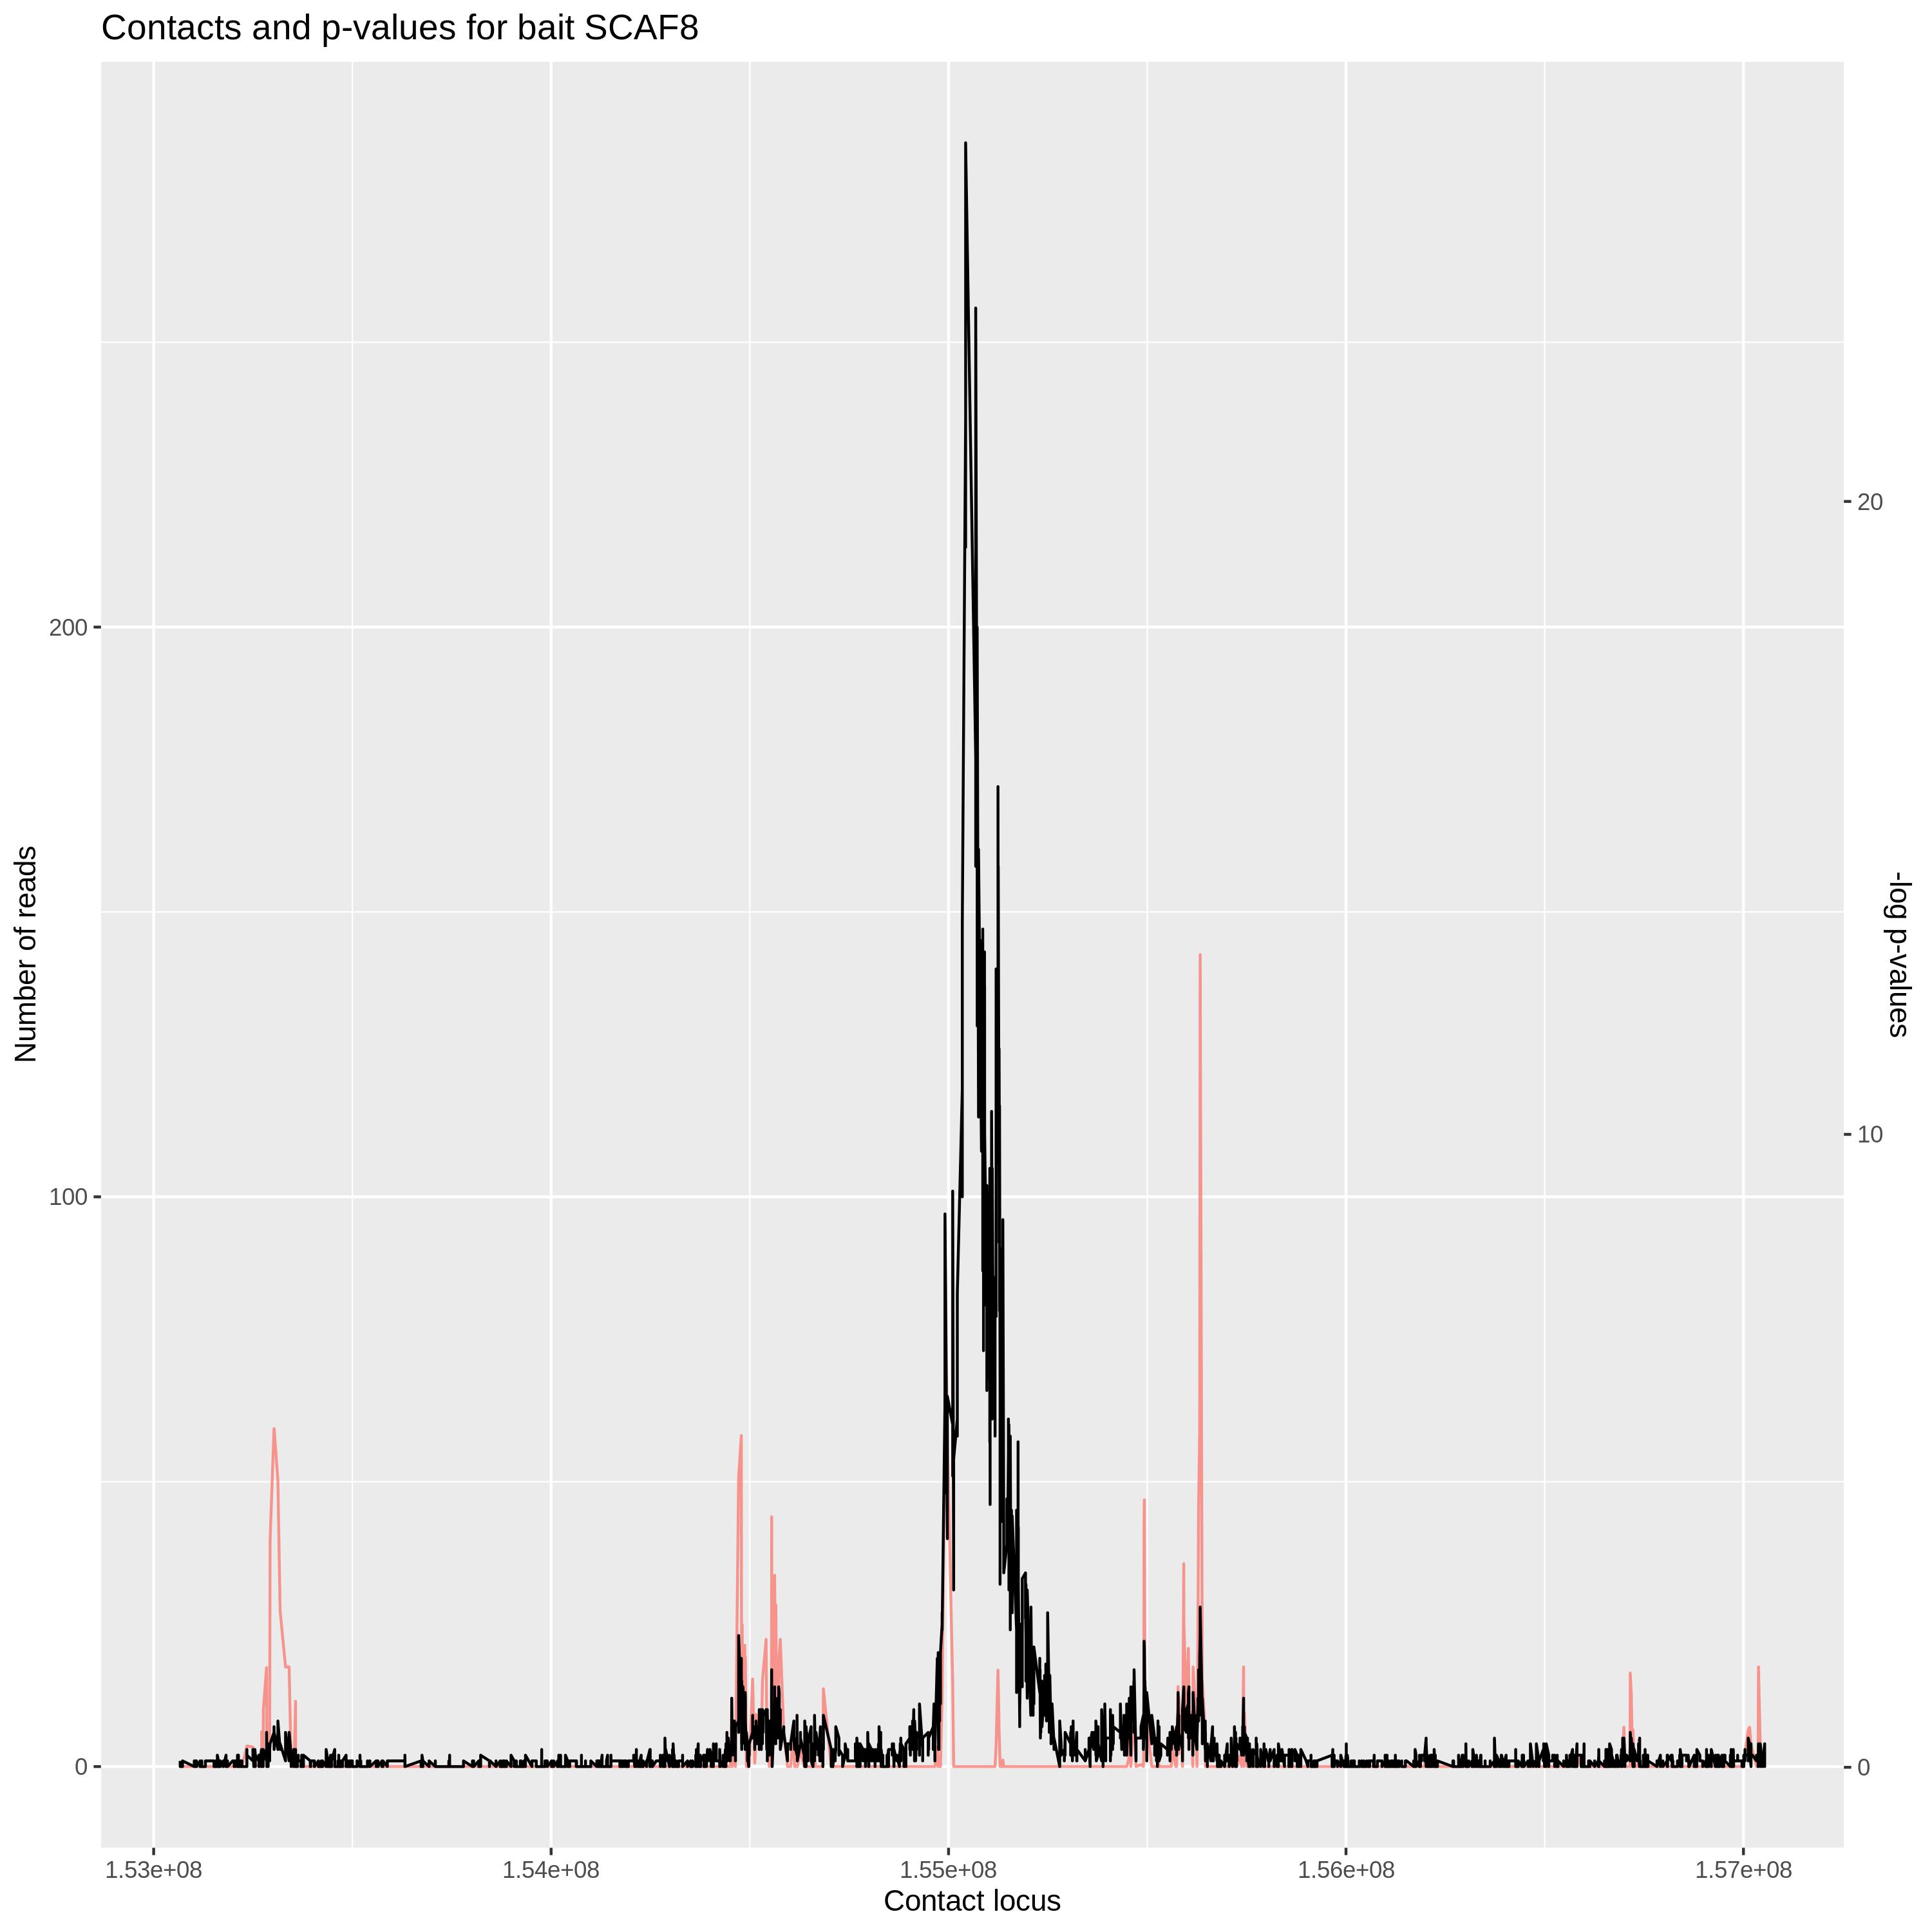 Contacts and p-values for bait SCAF8
200
100
0
Number of reads
20
10
0
-log p-values
1.53e+08
1.54e+08
1.55e+08
1.56e+08
1.57e+08
Contact locus